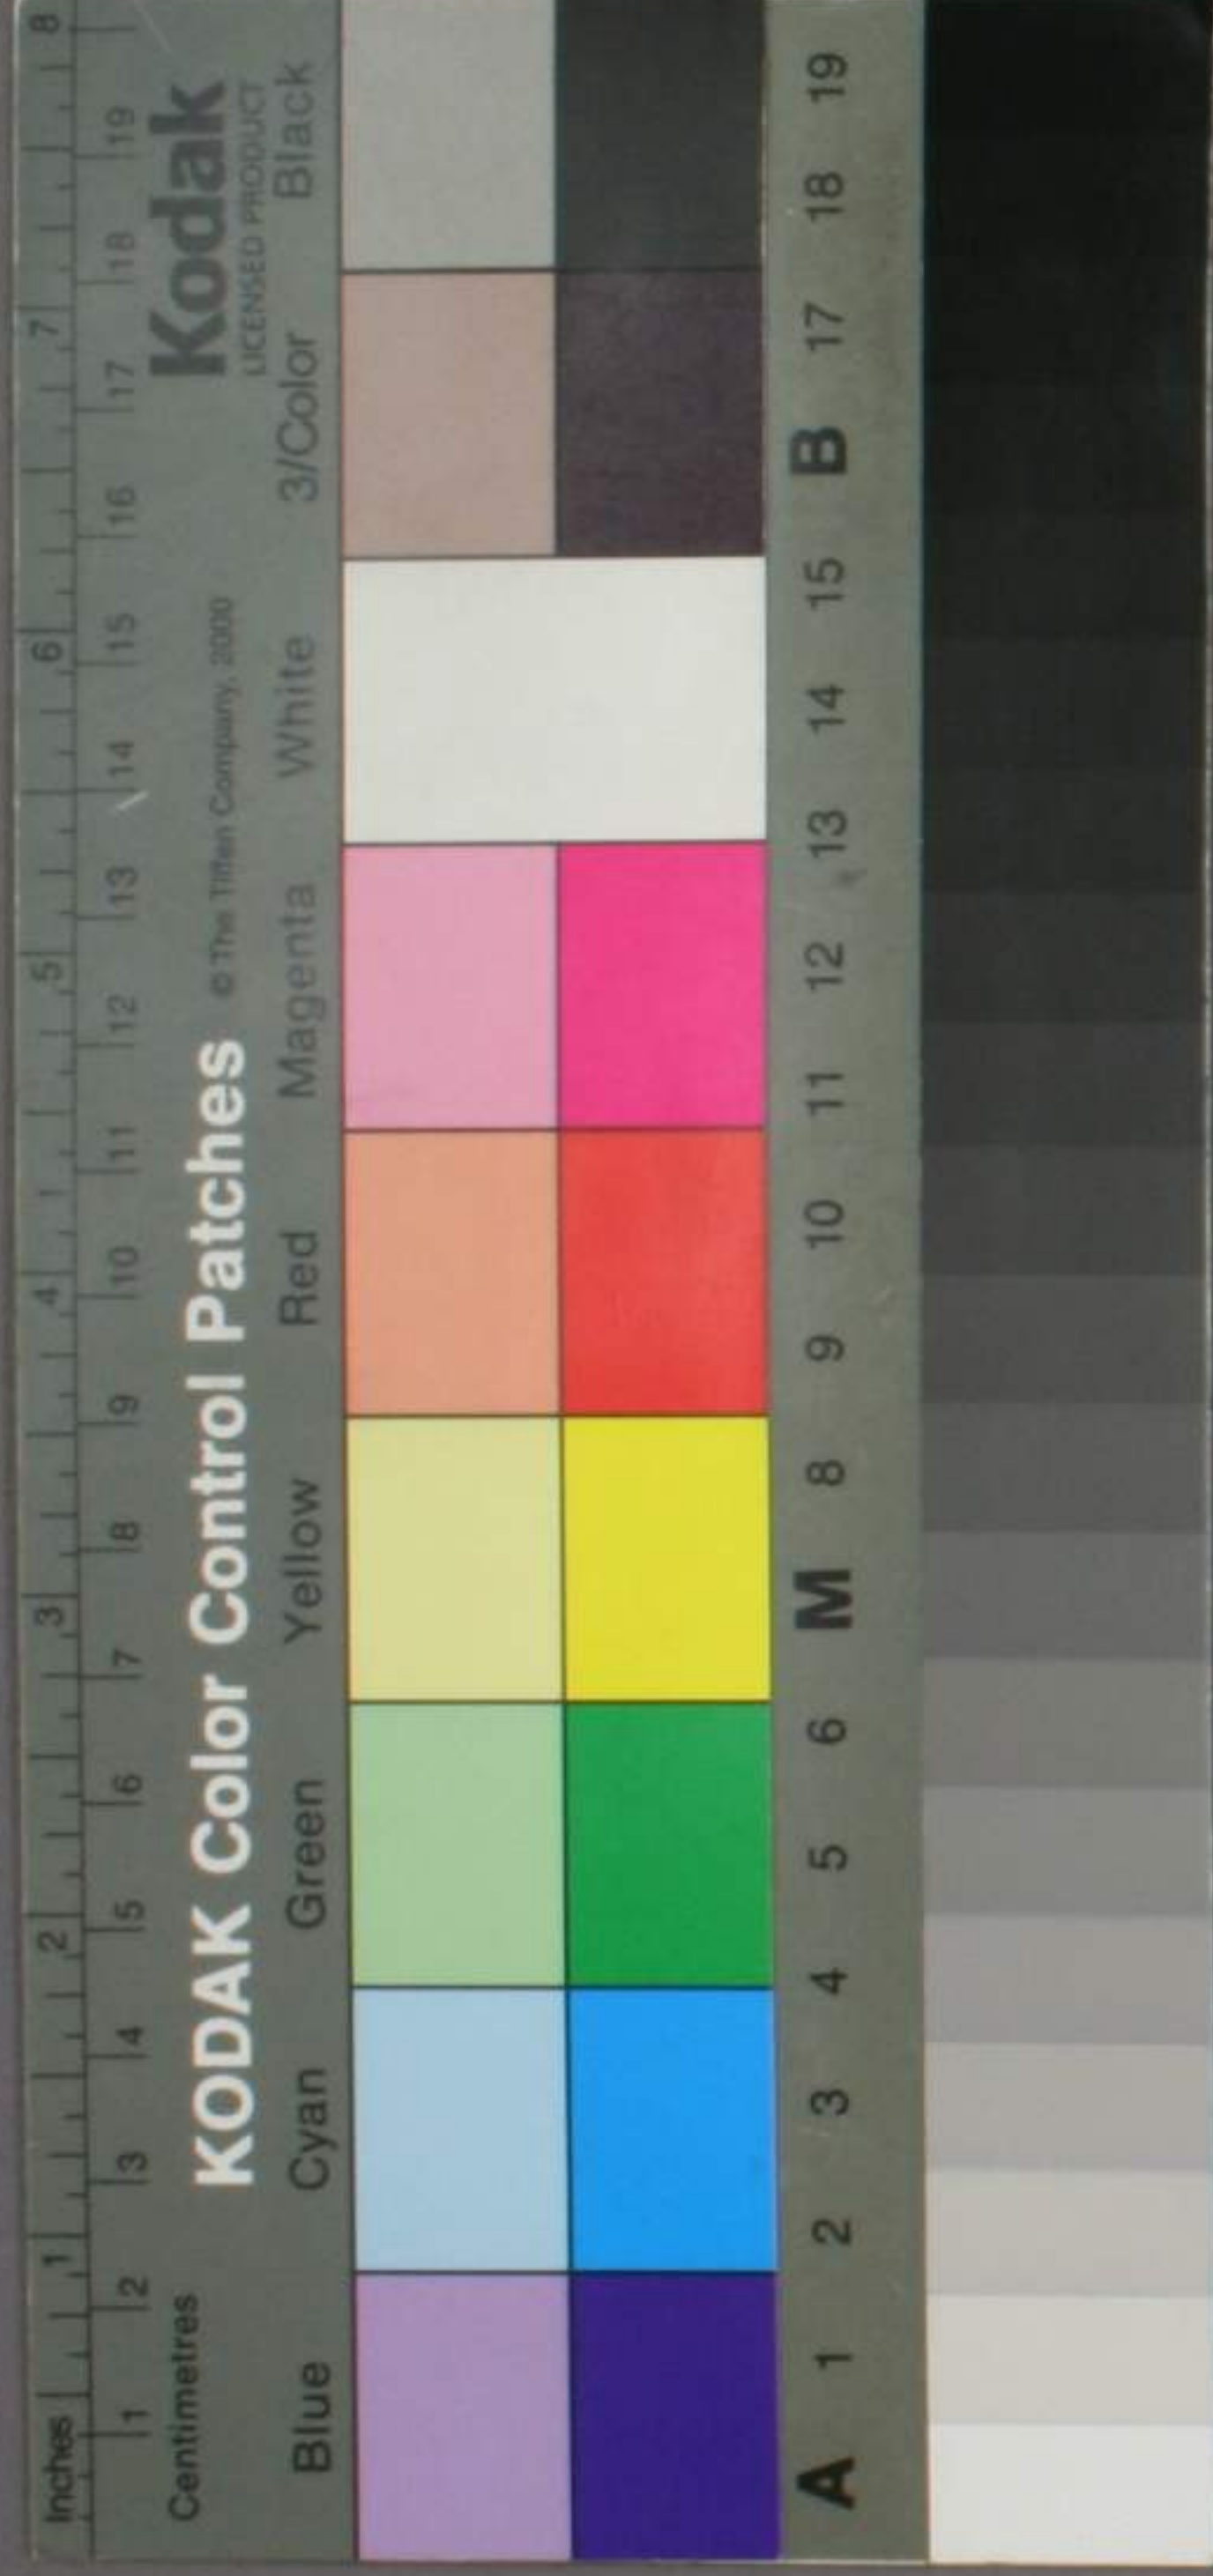 Inches 1 2 3 4 5 6 7 8
Centimetres 1 2 3 4 5 6 7 8 9 10 11 12 13 14 15 16 17 18 19
KODAK Color Control Patches © The Tiffen Company, 2000 Kodak
LICENSED PRODUCT
Blue Cyan Green Yellow Red Magenta White 3/Color Black
A 1 2 3 4 5 6 M 8 9 10 11 12 13 14 15 B 17 18 19